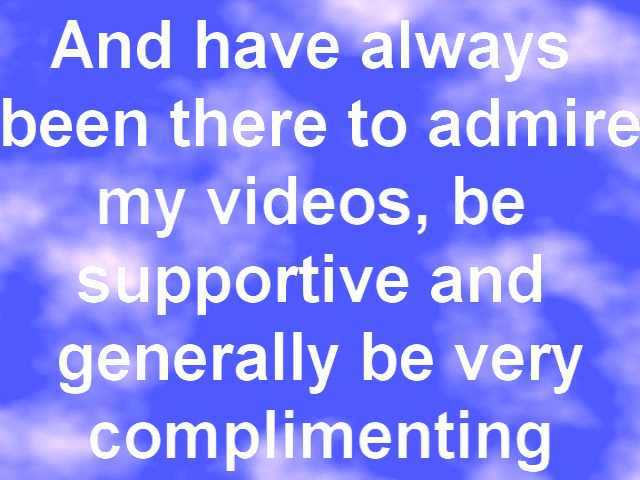 And have always
been there to admire
my videos, be
supportive and
generally be very
complimenting